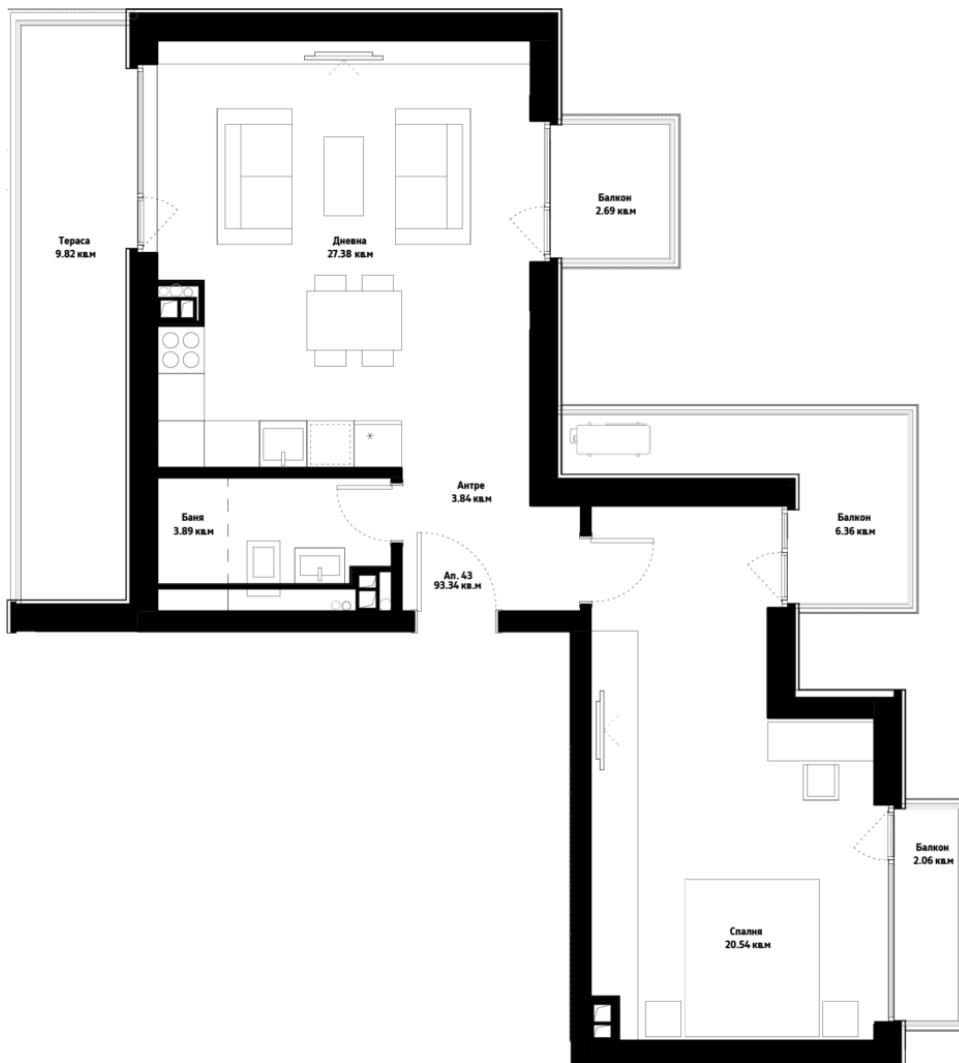 Балкон
2.69 кв.м
Тераса
9.82 кв.м
Дневна
27.38 кв.м
Антре
3.84 кв.м
Баня
3.89 кв.м
Балкон
6.36 кв.м
Ап. 43
93.34 кв.м
Балкон
2.06 кв.м
Спалня
20.54 кв.м